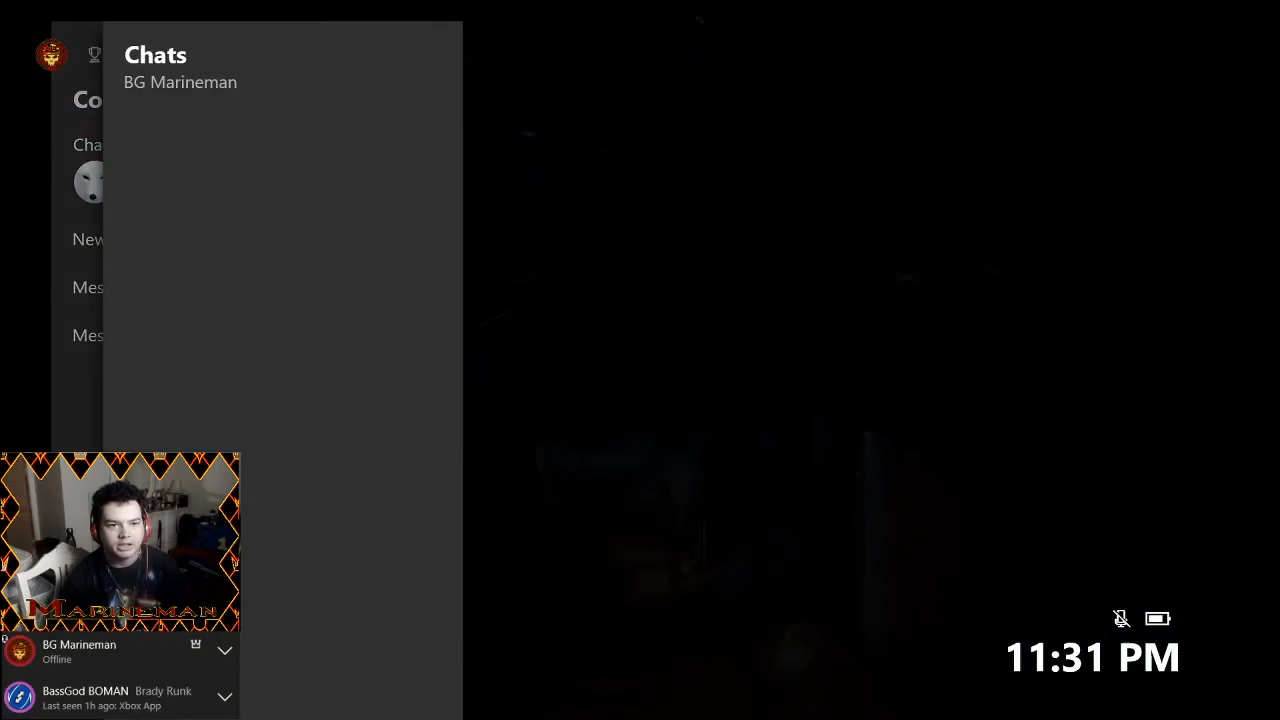 Chats
BG Marineman
Co
Cha
New
Mes
Mes
MARINEMAN
BG Marineman
Offline
BassGod BOMAN Brady Runk
Last seen 1h ago: Xbox App
11:31 PM